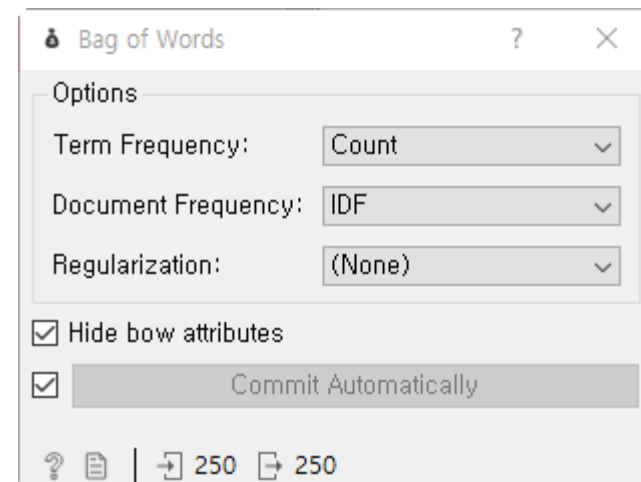 Bag of Words ?
Options
Term Frequency: Count
Document Frequency: IDF
Regularization: (None)
Hide bow attributes
Commit Automatically
? 250 250